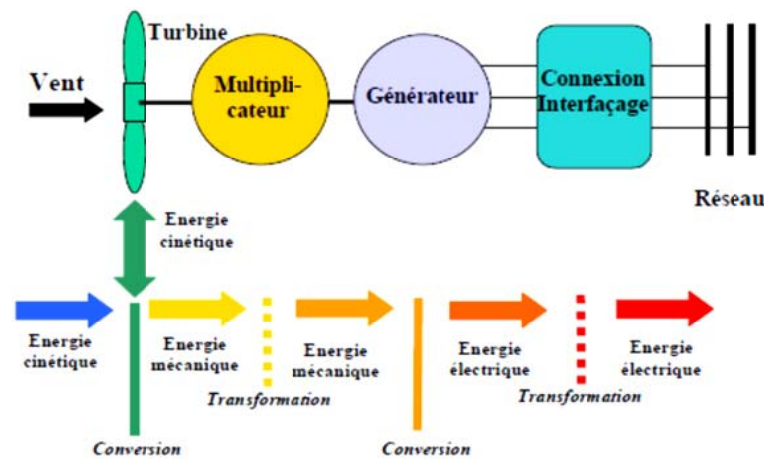 Turbine
Vent
Multipli-
cateur
Générateur
Connexion
Interfaçage
Réseau
Energie
cinétique
Energie
cinétique
Energie
mécanique
Transformation
Energie
mécanique
Energie
électrique
Transformation
Energie
électrique
Conversion
Conversion